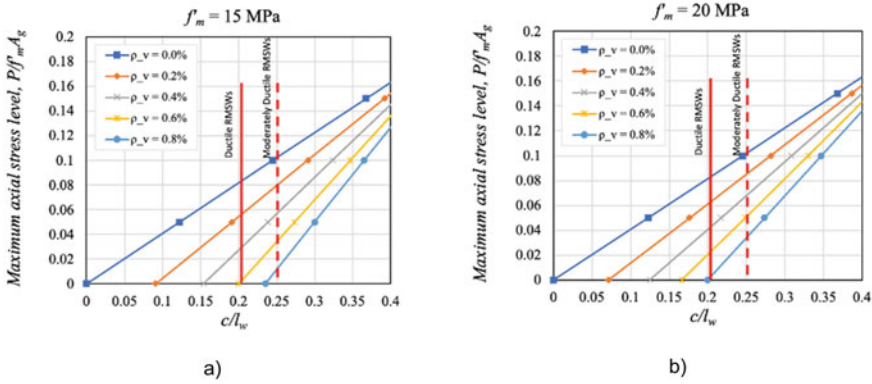 f'm = 15 MPa
Maximum axial stress level, P/f'mAg
0.2
0.18
0.16
0.14
0.12
0.1
0.08
0.06
0.04
0.02
0
ρ_v = 0.0%
ρ_v = 0.2%
ρ_v = 0.4%
ρ_v = 0.6%
ρ_v = 0.8%
Ductile RMSWs
Moderately Ductile RMSWs
0 0.05 0.1 0.15 0.2 0.25 0.3 0.35 0.4
c/lw
a)
f'm = 20 MPa
Maximum axial stress level, P/f'mAg
0.2
0.18
0.16
0.14
0.12
0.1
0.08
0.06
0.04
0.02
0
ρ_v = 0.0%
ρ_v = 0.2%
ρ_v = 0.4%
ρ_v = 0.6%
ρ_v = 0.8%
Ductile RMSWs
Moderately Ductile RMSWs
0 0.05 0.1 0.15 0.2 0.25 0.3 0.35 0.4
c/lw
b)